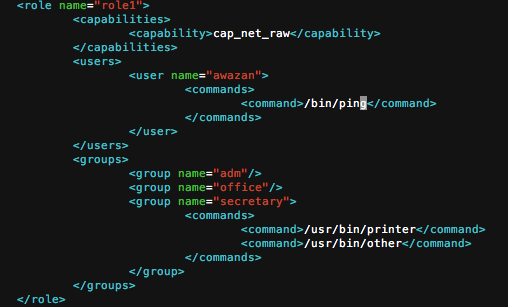 <role name="role1">
<capabilities>
<capability>cap_net_raw</capability>
</capabilities>
<users>
<user name="awazan">
<commands>
<command>/bin/ping</command>
</commands>
</user>
</users>
<groups>
<group name="adm"/>
<group name="office"/>
<group name="secretary">
<commands>
<command>/usr/bin/printer</command>
<command>/usr/bin/other</command>
</commands>
</group>
</groups>
</role>